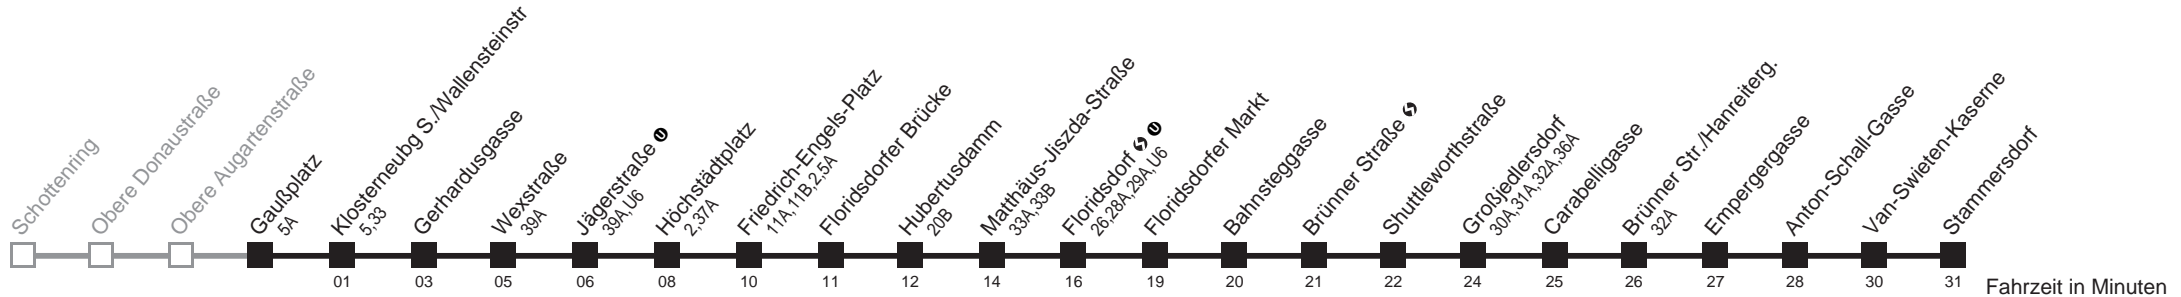 Schottenring
Obere Donaustraße
Obere Augartenstraße
Gaußplatz
5A
Klosterneubg S./Wallensteinstr
5,33
Gerhardusgasse
Wexstraße
39A
Jägerstraße U
39A,U6
Höchstädtplatz
2,37A
Friedrich-Engels-Platz
11A,11B,2,5A
Floridsdorfer Brücke
Hubertusdamm
20B
Matthäus-Jiszda-Straße
33A,33B
Floridsdorf S U
26,28A,29A,U6
Floridsdorfer Markt
Bahnsteggasse
Brünner Straße S
Shuttleworthstraße
Großjedlersdorf
30A,31A,32A,36A
Carabelligasse
Brünner Str./Hanreiterg.
32A
Empergergasse
Anton-Schall-Gasse
Van-Swieten-Kaserne
Stammersdorf
01 03 05 06 08 10 11 12 14 16 19 20 21 22 24 25 26 27 28 30 31 Fahrzeit in Minuten